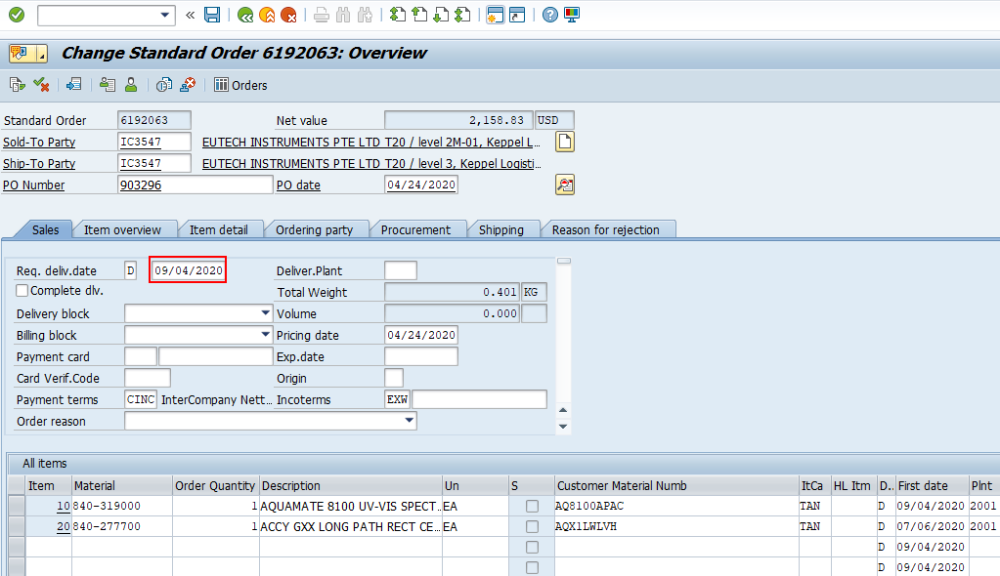 Change Standard Order 6192063: Overview
Orders
Standard Order 6192063 Net value 2,158.83 USD
Sold-To Party IC3547 EUTECH INSTRUMENTS PTE LTD T20 / level 2M-01, Keppel L...
Ship-To Party IC3547 EUTECH INSTRUMENTS PTE LTD T20 / level 3, Keppel Logisti...
PO Number 903296 PO date 04/24/2020
Sales Item overview Item detail Ordering party Procurement Shipping Reason for rejection
Req. deliv.date D 09/04/2020 Deliver.Plant
Complete dlv. Total Weight 0.401 KG
Delivery block Volume 0.000
Billing block Pricing date 04/24/2020
Payment card Exp.date
Card Verif.Code Origin
Payment terms CINC InterCompany Nett... Incoterms EXW
Order reason
All items
Item Material Order Quantity Description Un S Customer Material Numb ItCa HL Itm D.. First date Plnt
10 840-319000 1 AQUAMATE 8100 UV-VIS SPECT... EA AQ8100APAC TAN D 09/04/2020 2001
20 840-277700 1 ACCY GXX LONG PATH RECT CE... EA AQX1LWLVH TAN D 07/06/2020 2001
D 09/04/2020
D 09/04/2020